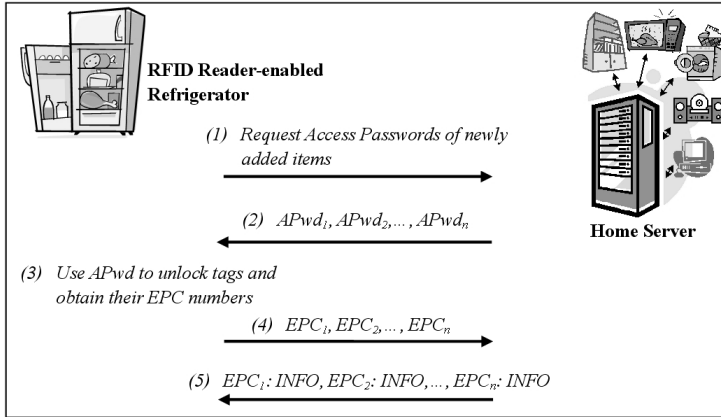 RFID Reader-enabled
Refrigerator
(1) Request Access Passwords of newly
added items
(2) APwd₁, APwd₂,..., APwdₙ
Home Server
(3) Use APwd to unlock tags and
obtain their EPC numbers
(4) EPC₁, EPC₂,..., EPCₙ
(5) EPC₁: INFO, EPC₂: INFO,..., EPCₙ: INFO